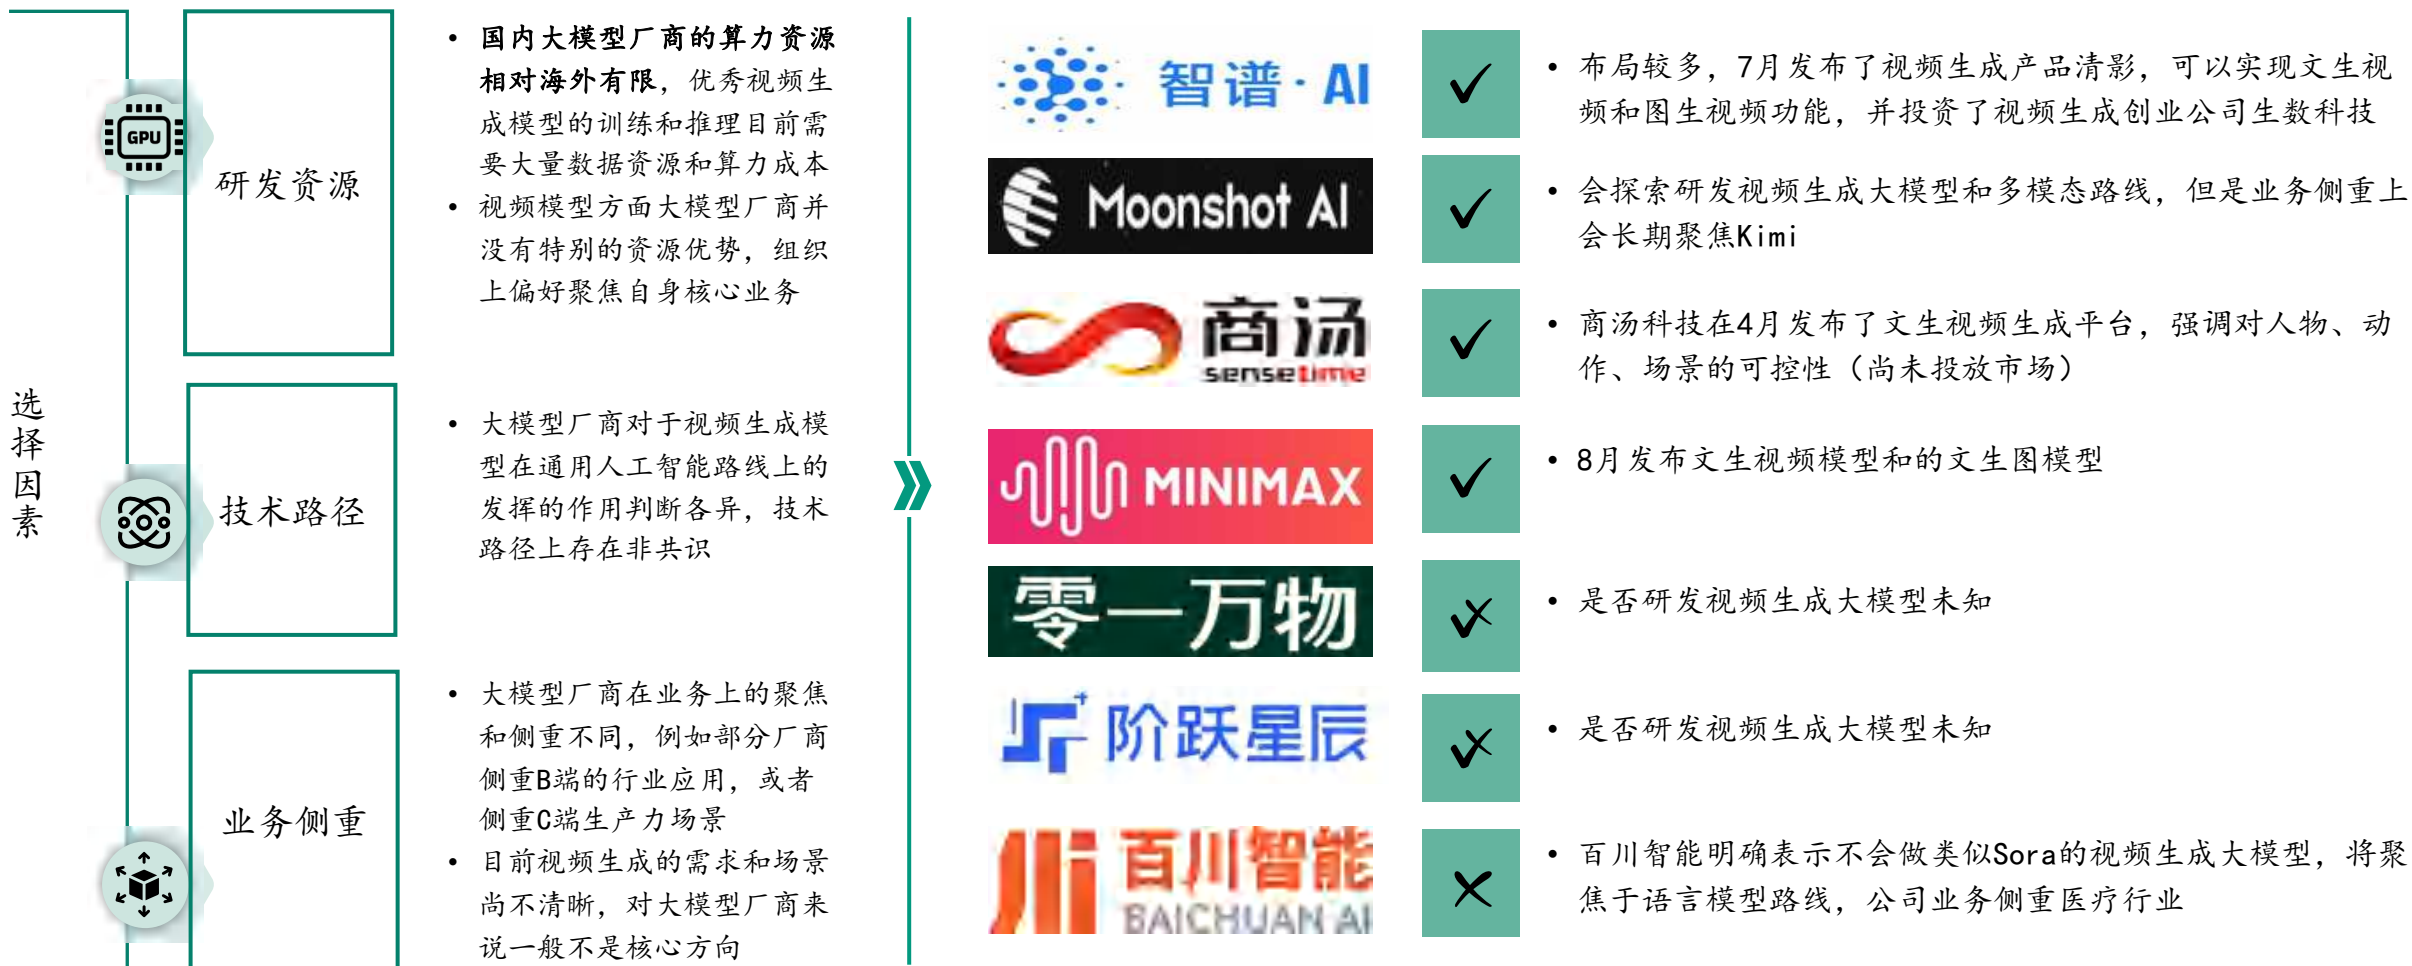 选择因素
GPU
研发资源
• 国内大模型厂商的算力资源
相对海外有限，优秀视频生
成模型的训练和推理目前需
要大量数据资源和算力成本
• 视频模型方面大模型厂商并
没有特别的资源优势，组织
上偏好聚焦自身核心业务
技术路径
• 大模型厂商对于视频生成模
型在通用人工智能路线上的
发挥的作用判断各异，技术
路径上存在非共识
业务侧重
• 大模型厂商在业务上的聚焦
和侧重不同，例如部分厂商
侧重B端的行业应用，或者
侧重C端生产力场景
• 目前视频生成的需求和场景
尚不清晰，对大模型厂商来
说一般不是核心方向
智谱·AI
• 布局较多，7月发布了视频生成产品清影，可以实现文生视
频和图生视频功能，并投资了视频生成创业公司生数科技
Moonshot AI
• 会探索研发视频生成大模型和多模态路线，但是业务侧重上
会长期聚焦Kimi
商汤
sensetime
• 商汤科技在4月发布了文生视频生成平台，强调对人物、动
作、场景的可控性（尚未投放市场）
MINIMAX
• 8月发布文生视频模型和的文生图模型
零一万物
• 是否研发视频生成大模型未知
阶跃星辰
• 是否研发视频生成大模型未知
百川智能
BAICHUAN AI
• 百川智能明确表示不会做类似Sora的视频生成大模型，将聚
焦于语言模型路线，公司业务侧重医疗行业